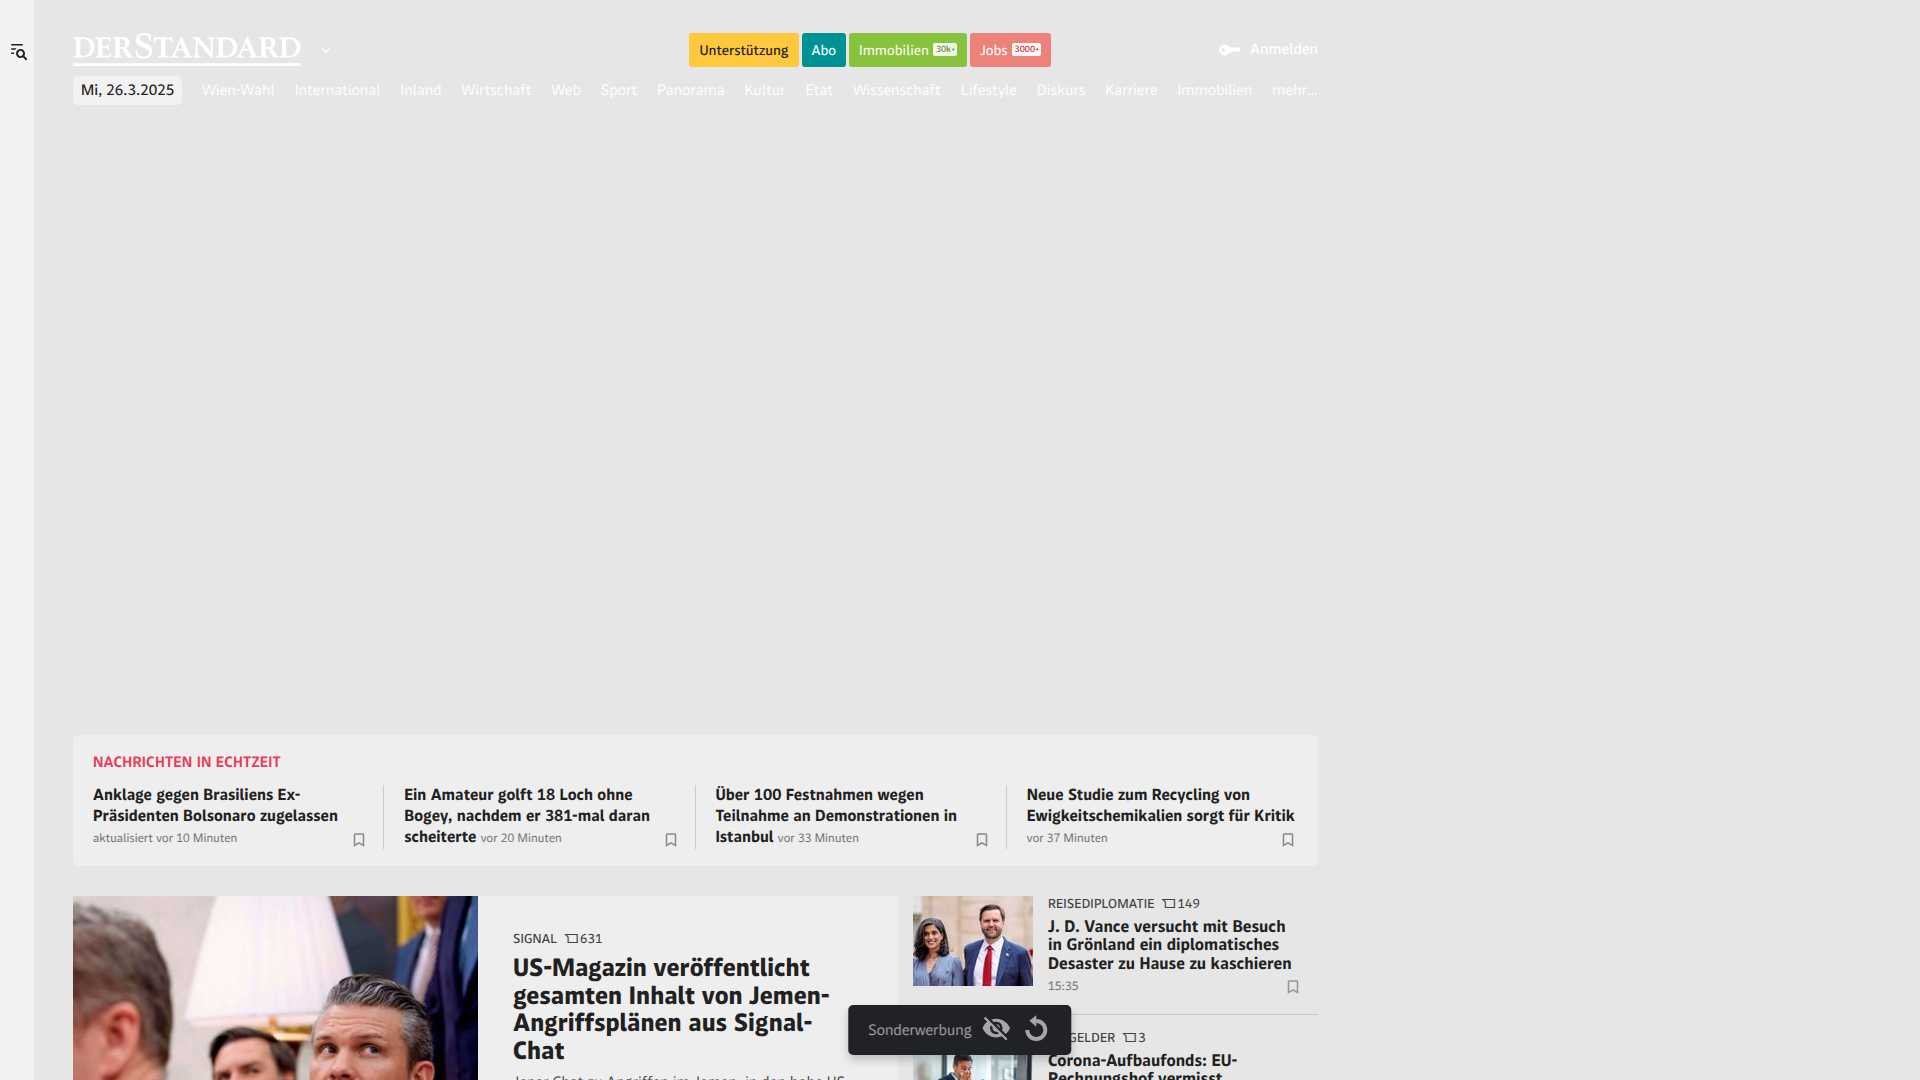 DERSTANDARD
Unterstützung
Abo
Immobilien 30k+
Jobs 3000+
Anmelden
Mi, 26.3.2025
Wien-Wahl
International
Inland
Wirtschaft
Web
Sport
Panorama
Kultur
Etat
Wissenschaft
Lifestyle
Diskurs
Karriere
Immobilien
mehr...
NACHRICHTEN IN ECHTZEIT
Anklage gegen Brasiliens Ex-
Präsidenten Bolsonaro zugelassen
aktualisiert vor 10 Minuten
Ein Amateur golft 18 Loch ohne
Bogey, nachdem er 381-mal daran
scheiterte vor 20 Minuten
Über 100 Festnahmen wegen
Teilnahme an Demonstrationen in
Istanbul vor 33 Minuten
Neue Studie zum Recycling von
Ewigkeitschemikalien sorgt für Kritik
vor 37 Minuten
SIGNAL 631
US-Magazin veröffentlicht
gesamten Inhalt von Jemen-
Angriffsplänen aus Signal-
Chat
REISEDIPLOMATIE 149
J. D. Vance versucht mit Besuch
in Grönland ein diplomatisches
Desaster zu Hause zu kaschieren
15:35
GELDER 3
Corona-Aufbaufonds: EU-
Rechnungshof vermisst
Sonderwerbung